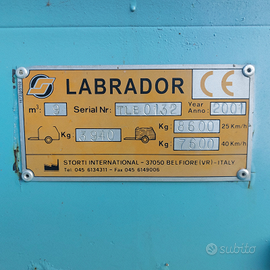 LABRADOR CE
m³. 9 Serial Nr: TLE0132 Year Anno: 2001
Kg. 3940 Kg. 8600 25 Km/h
Kg. 7600 40 Km/h
STORTI INTERNATIONAL - 37050 BELFIORE (VR) - ITALY
Tel 045 6134311 - Fax 045 6149006
subito